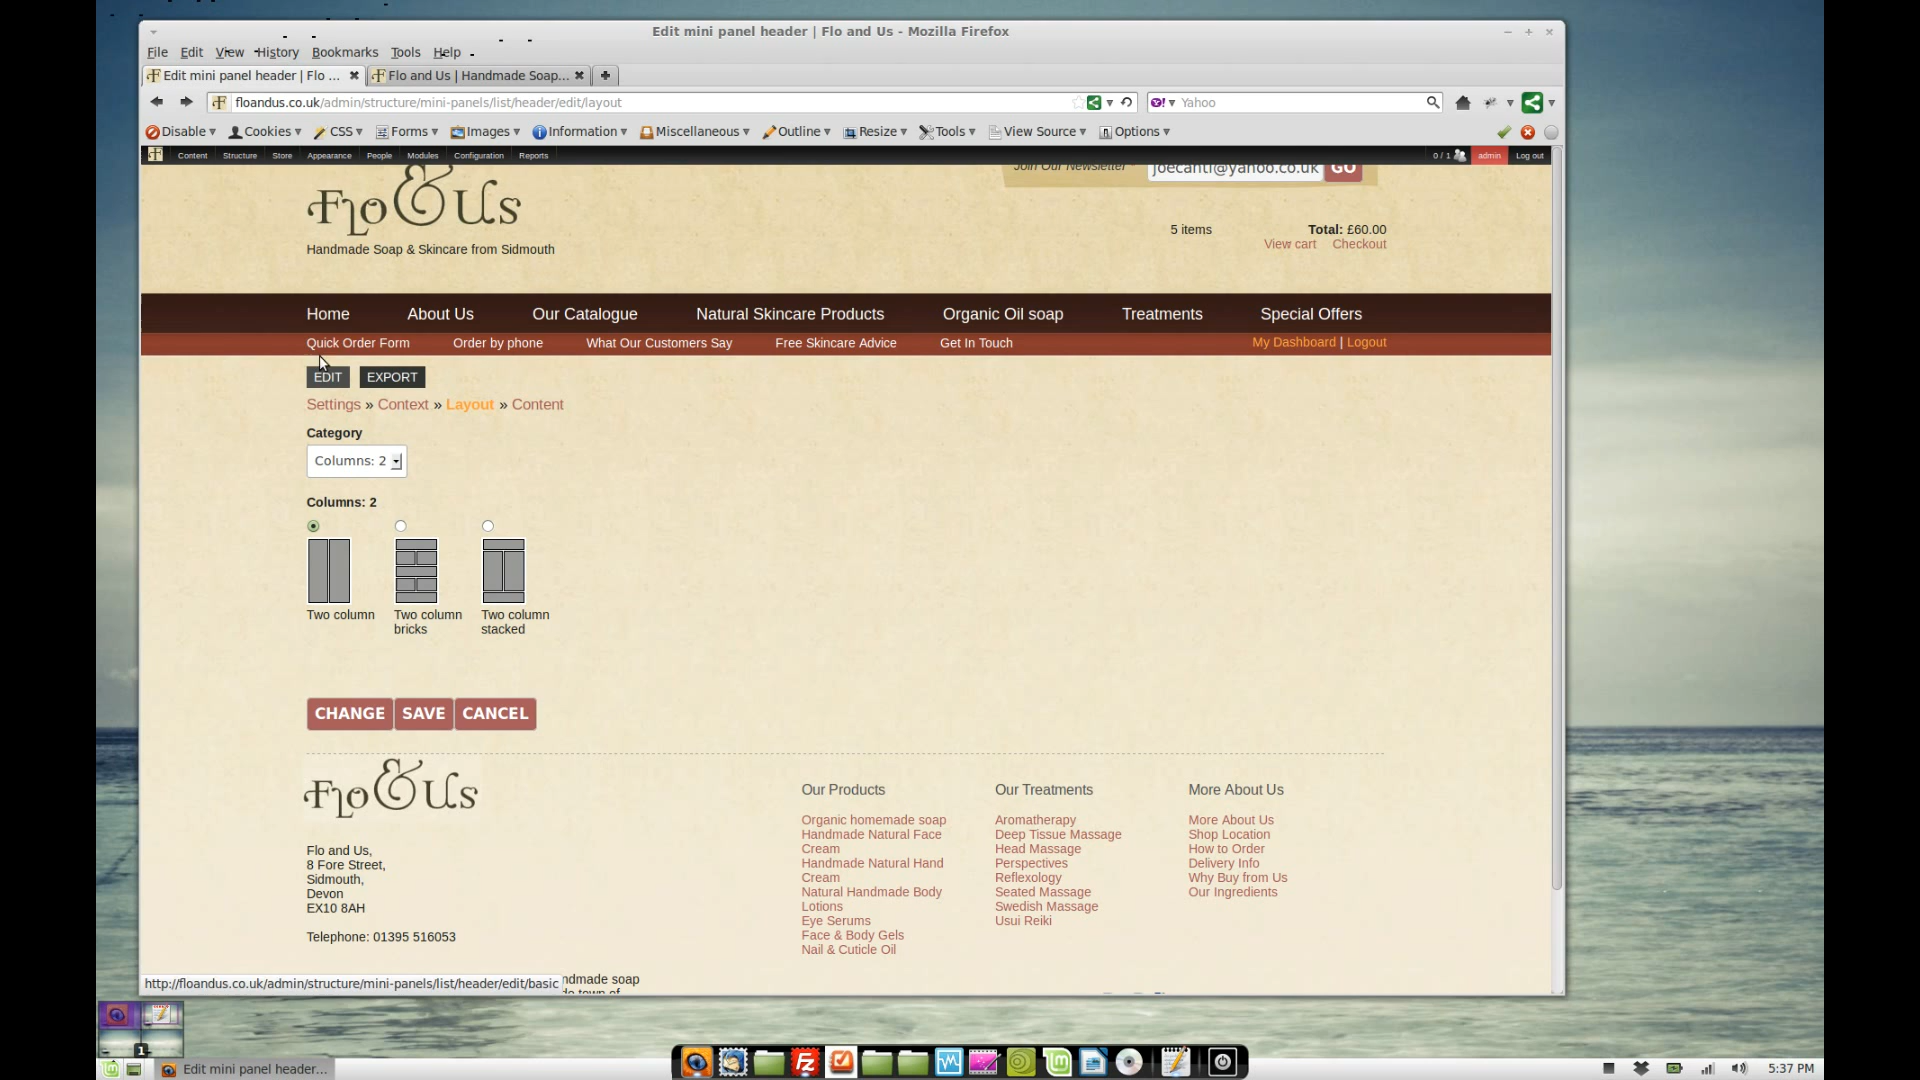 Edit mini panel header | Flo and Us - Mozilla Firefox
File Edit View History Bookmarks Tools Help
Edit mini panel header | Flo ... Flo and Us | Handmade Soap...
floandus.co.uk/admin/structure/mini-panels/list/header/edit/layout Yahoo
Disable Cookies CSS Forms Images Information Miscellaneous Outline Resize Tools View Source Options
Content Structure Store Appearance People Modules Configuration Reports 0 / 1 admin Log out
Join Our Newsletter joecanti@yahoo.co.uk GO
Flo & Us
Handmade Soap & Skincare from Sidmouth
5 items Total: £60.00
View cart Checkout
Home About Us Our Catalogue Natural Skincare Products Organic Oil soap Treatments Special Offers
Quick Order Form Order by phone What Our Customers Say Free Skincare Advice Get In Touch My Dashboard | Logout
EDIT EXPORT
Settings » Context » Layout » Content
Category
Columns: 2
Columns: 2
Two column
Two column bricks
Two column stacked
CHANGE SAVE CANCEL
Flo & Us
Flo and Us,
8 Fore Street,
Sidmouth,
Devon
EX10 8AH
Telephone: 01395 516053
Our Products
Organic homemade soap
Handmade Natural Face
Cream
Handmade Natural Hand
Cream
Natural Handmade Body
Lotions
Eye Serums
Face & Body Gels
Nail & Cuticle Oil
Our Treatments
Aromatherapy
Deep Tissue Massage
Head Massage
Perspectives
Reflexology
Seated Massage
Swedish Massage
Usui Reiki
More About Us
More About Us
Shop Location
How to Order
Delivery Info
Why Buy from Us
Our Ingredients
ndmade soap
town of
http://floandus.co.uk/admin/structure/mini-panels/list/header/edit/basic
1
Edit mini panel header... 5:37 PM